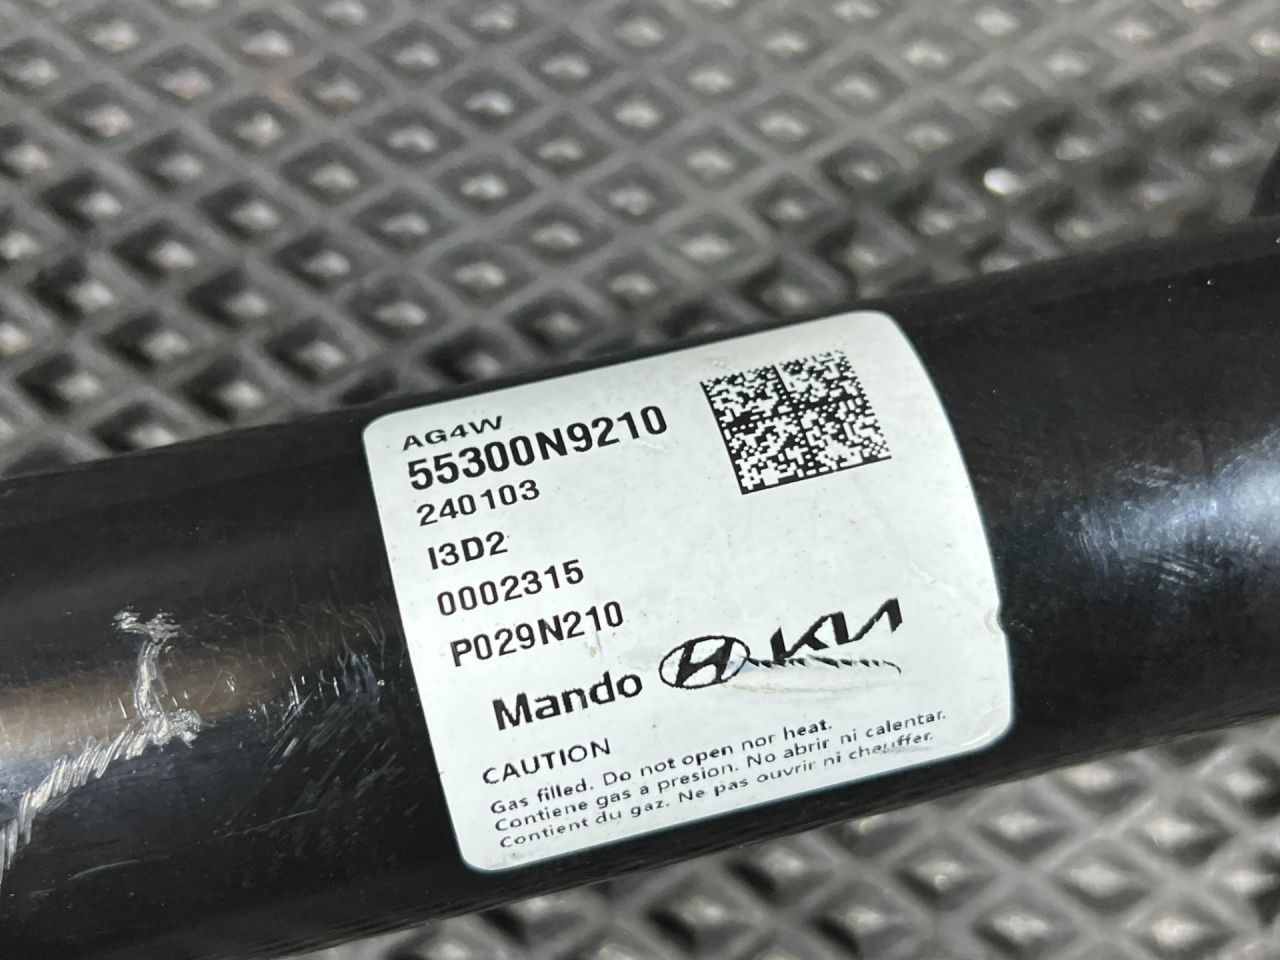 AG4W
55300N9210
240103
I3D2
0002315
P029N210
Mando KIA
CAUTION
Gas filled. Do not open nor heat.
Contiene gas a presion. No abrir ni calentar.
Contient du gaz. Ne pas ouvrir ni chauffer.